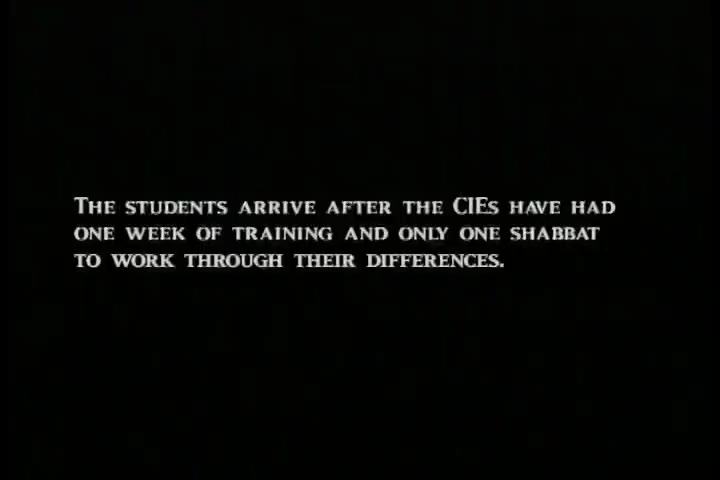 The students arrive after the CIEs have had
one week of training and only one Shabbat
to work through their differences.